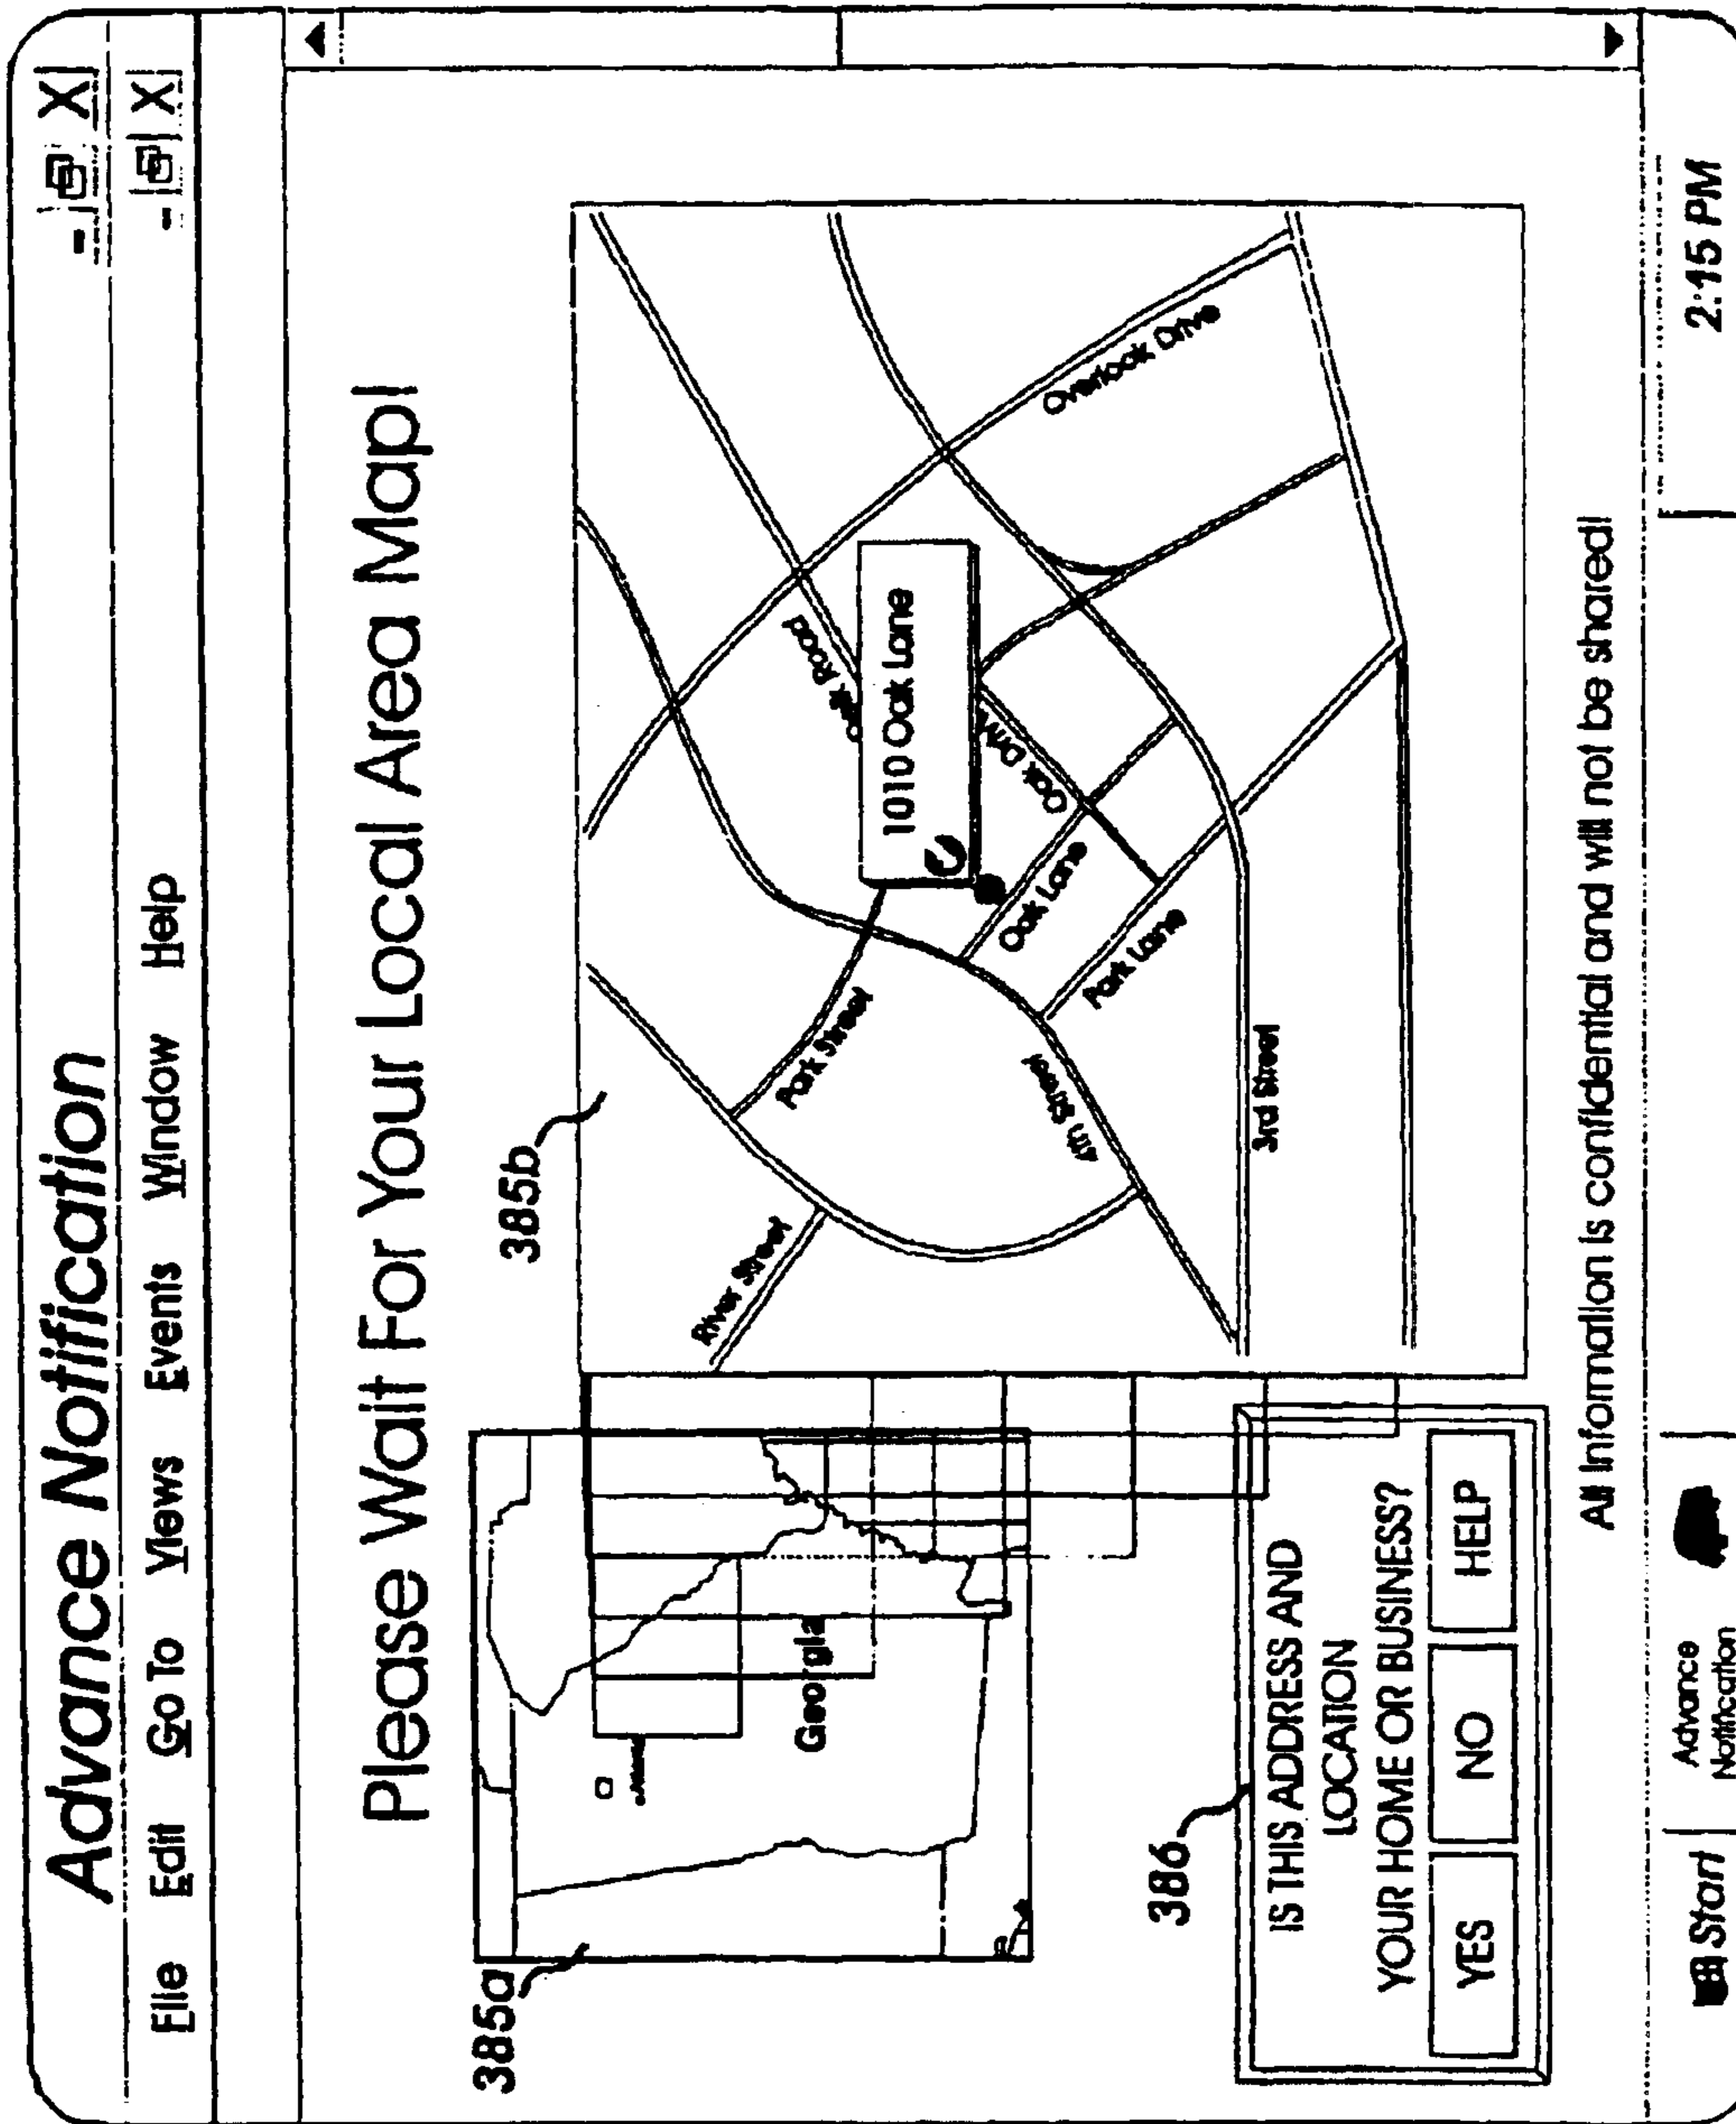 Advance Notification
File Edit Go To Views Events Window Help
Please Wait For Your Local Area Map!
385a
385b
Georgia
River Street
Park Street
4th Street
3rd Street
Park Lane
Oak Lane
Oak Drive
Road
1010 Oak Lane
Overlook Drive
386
IS THIS ADDRESS AND
LOCATION
YOUR HOME OR BUSINESS?
YES NO HELP
All Information is confidential and will not be shared!
Start
Advance
Notification
2:15 PM